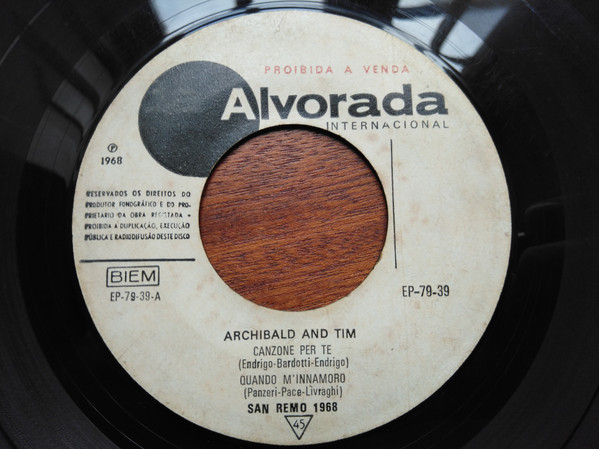 PROIBIDA A VENDA
Alvorada
INTERNACIONAL
℗
1968
RESERVADOS OS DIREITOS DO
PRODUTOR FONOGRÁFICO E DO PRO-
PRIETARIO DA OBRA REGISTADA -
PROIBIDA A DUPLICAÇÃO, EXECUÇÃO
PÚBLICA E RADIODIFUSÃO DESTE DISCO
BIEM
EP-79-39-A
EP-79-39
ARCHIBALD AND TIM
CANZONE PER TE
(Endrigo-Bardotti-Endrigo)
QUANDO M'INNAMORO
(Panzeri-Pace-Livraghi)
SAN REMO 1968
45